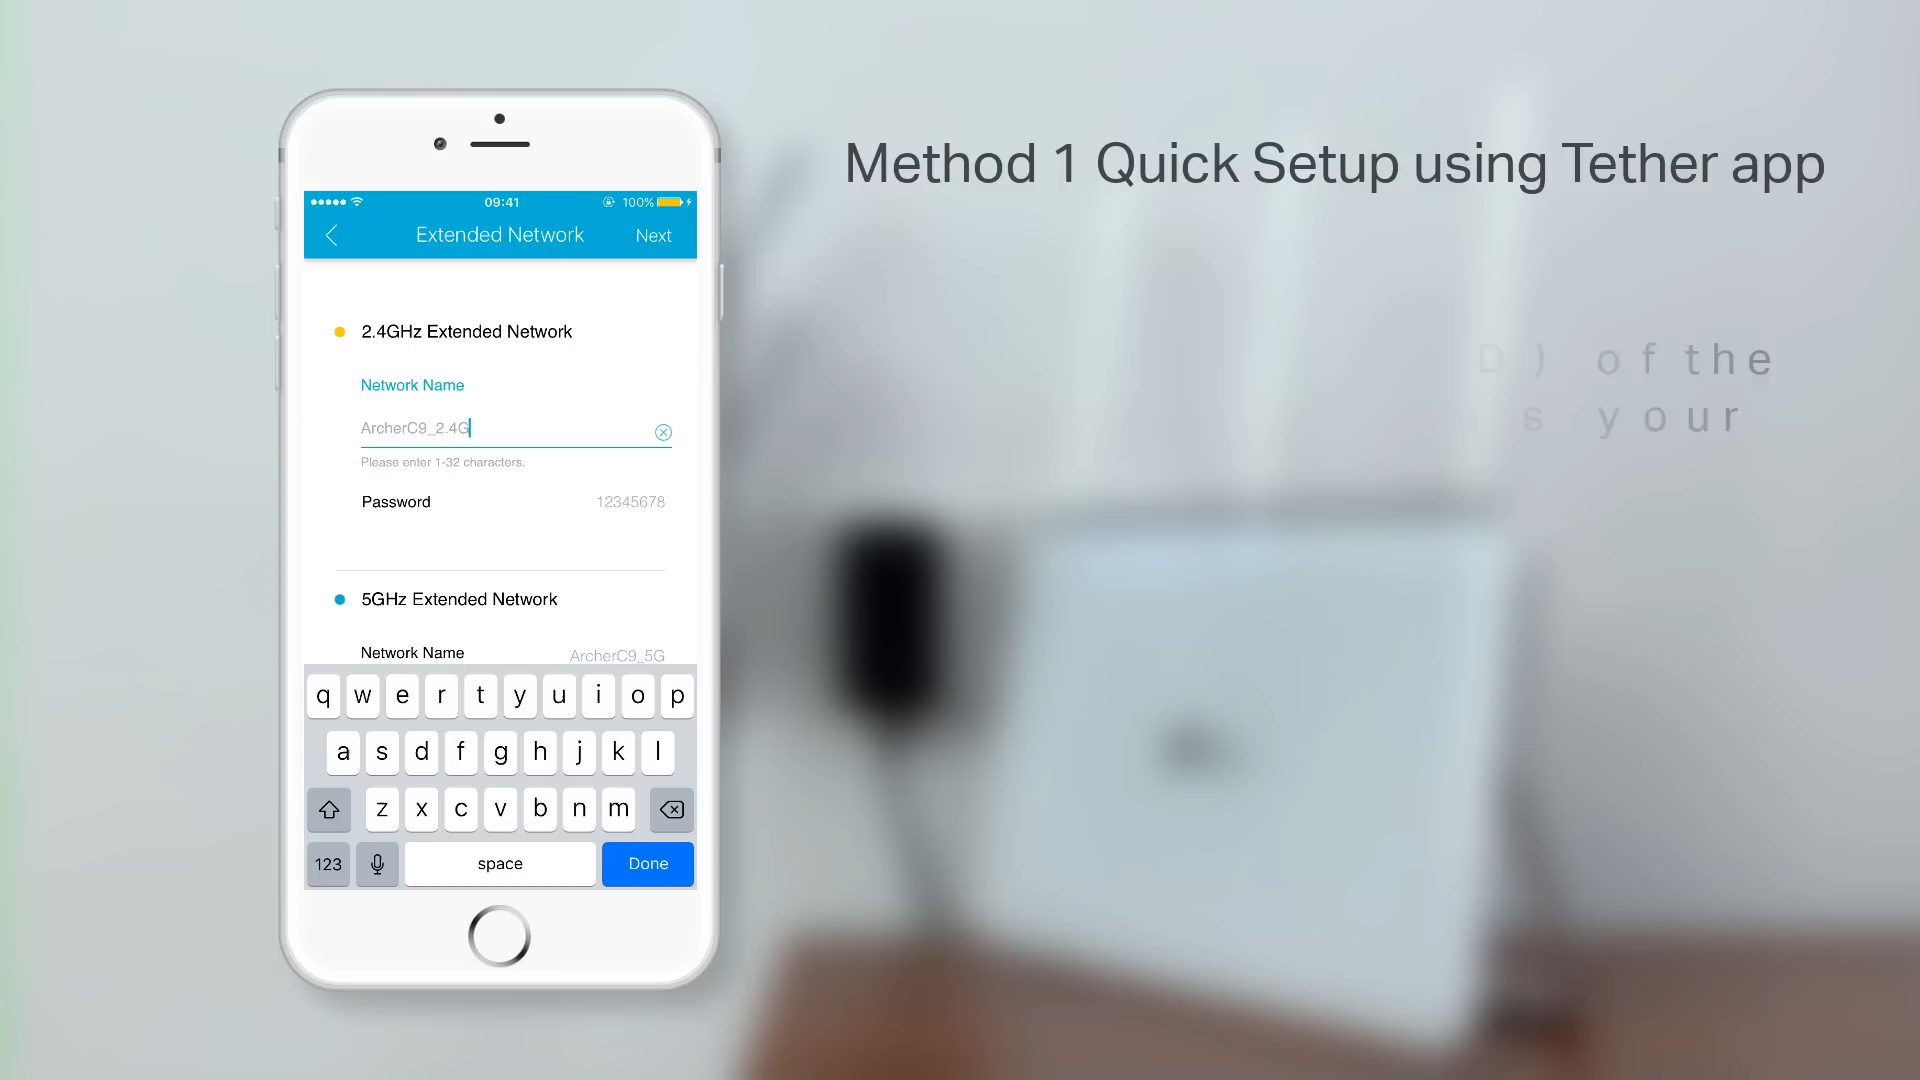 Method 1 Quick Setup using Tether app
09:41
100%
Extended Network
Next
2.4GHz Extended Network
Network Name
ArcherC9_2.4G
Please enter 1-32 characters.
Password
12345678
5GHz Extended Network
Network Name
ArcherC9_5G
q w e r t y u i o p
a s d f g h j k l
z x c v b n m
123
space
Done
D) of the
s your